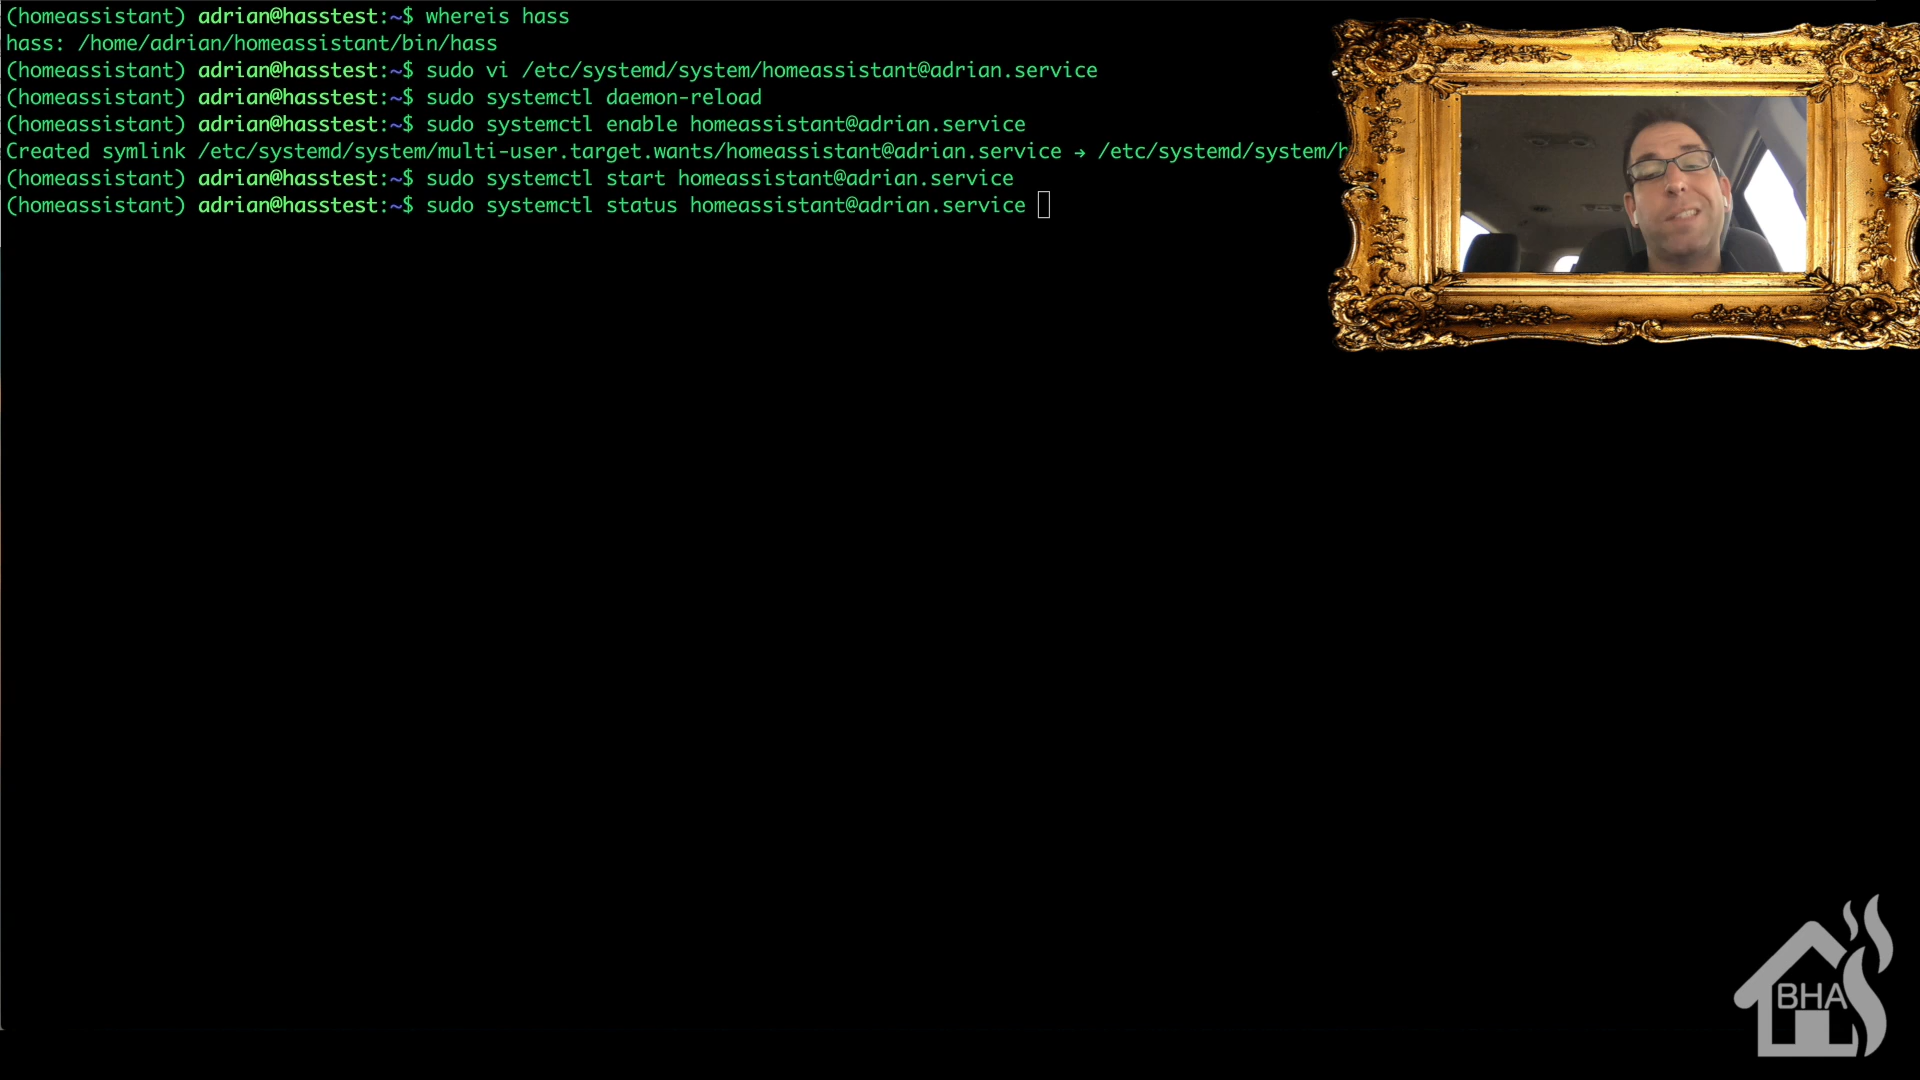 (homeassistant) adrian@hasstest:~$ whereis hass
hass: /home/adrian/homeassistant/bin/hass
(homeassistant) adrian@hasstest:~$ sudo vi /etc/systemd/system/homeassistant@adrian.service
(homeassistant) adrian@hasstest:~$ sudo systemctl daemon-reload
(homeassistant) adrian@hasstest:~$ sudo systemctl enable homeassistant@adrian.service
Created symlink /etc/systemd/system/multi-user.target.wants/homeassistant@adrian.service → /etc/systemd/system/h
(homeassistant) adrian@hasstest:~$ sudo systemctl start homeassistant@adrian.service
(homeassistant) adrian@hasstest:~$ sudo systemctl status homeassistant@adrian.service
BHA